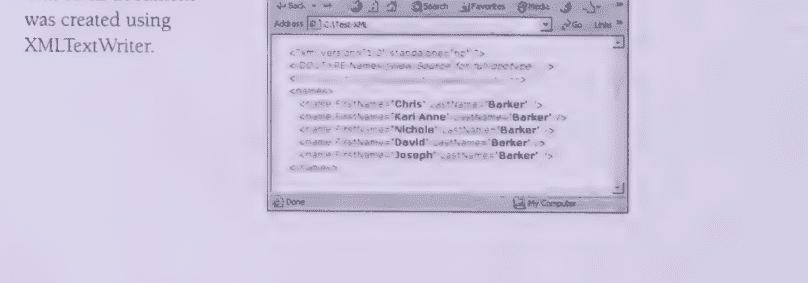 was created using
XMLTextWriter.
Back Search Favorites Media
Address C:\Test.XML Go Links
<?xml version="1.0" standalone="no" ?>
<names>
<name FirstName="Chris" LastName="Barker" />
<name FirstName="Kari Anne" LastName="Barker" />
<name FirstName="Nichole" LastName="Barker" />
<name FirstName="David" LastName="Barker" />
<name FirstName="Joseph" LastName="Barker" />
</names>
Done My Computer